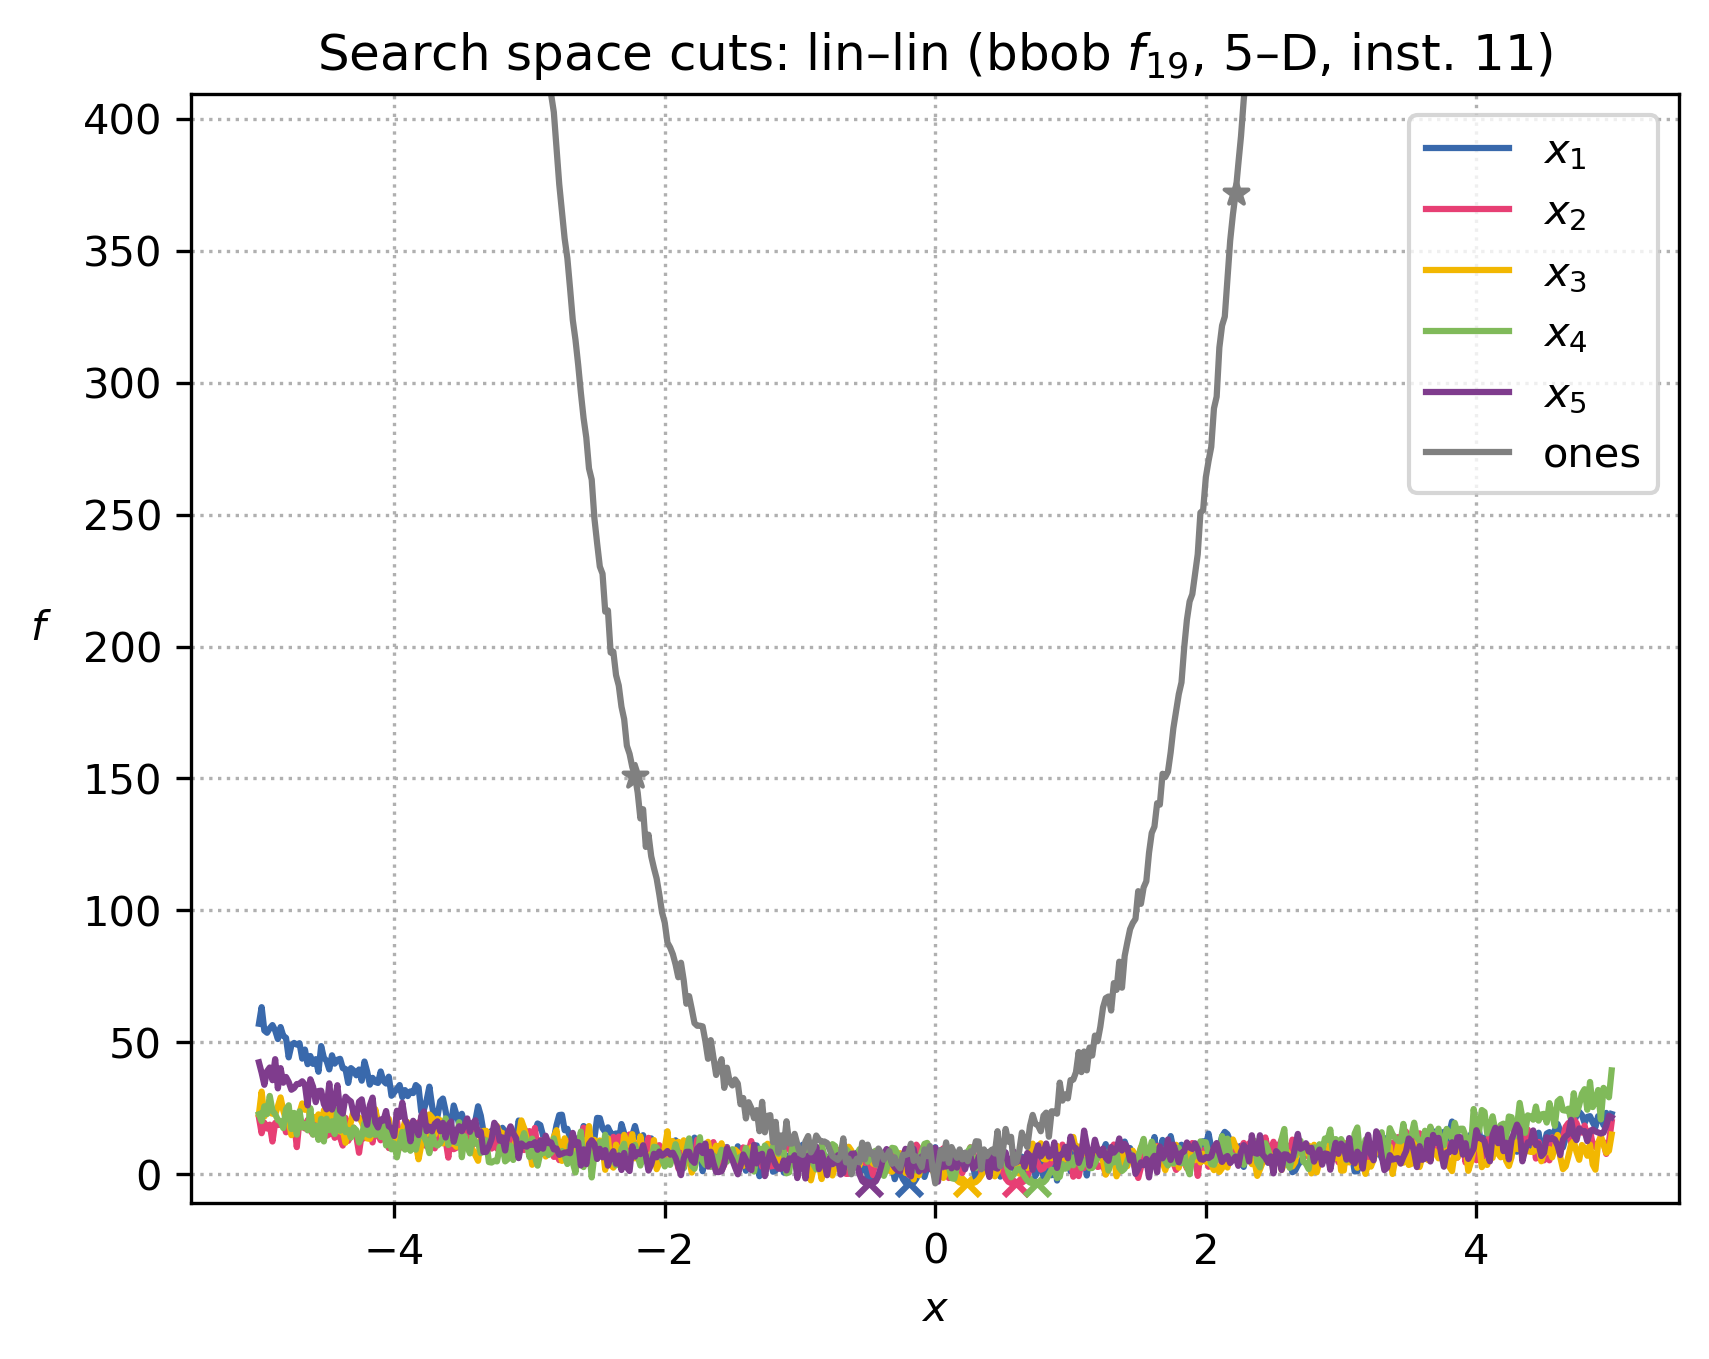 Search space cuts: lin–lin (bbob f₁₉, 5–D, inst. 11)
400
350
300
250
200
150
100
50
0
f
−4
−2
0
2
4
x
x₁
x₂
x₃
x₄
x₅
ones